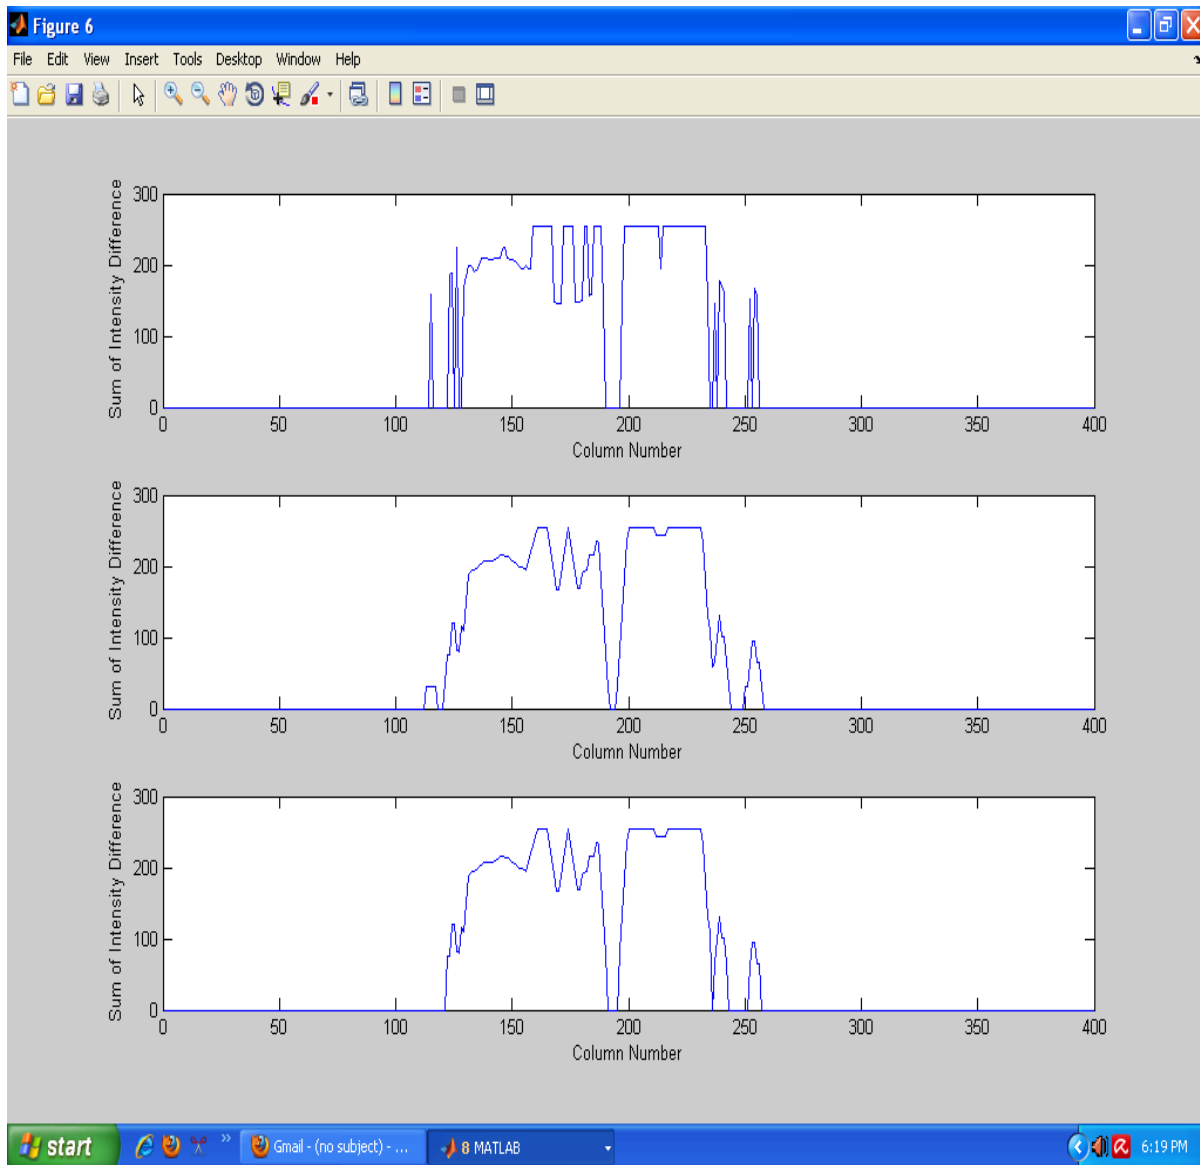 Figure 6
File Edit View Insert Tools Desktop Window Help
Sum of Intensity Difference
300
200
100
0
0 50 100 150 200 250 300 350 400
Column Number
Sum of Intensity Difference
300
200
100
0
0 50 100 150 200 250 300 350 400
Column Number
Sum of Intensity Difference
300
200
100
0
0 50 100 150 200 250 300 350 400
Column Number
start » Gmail - (no subject) - ... 8 MATLAB 6:19 PM